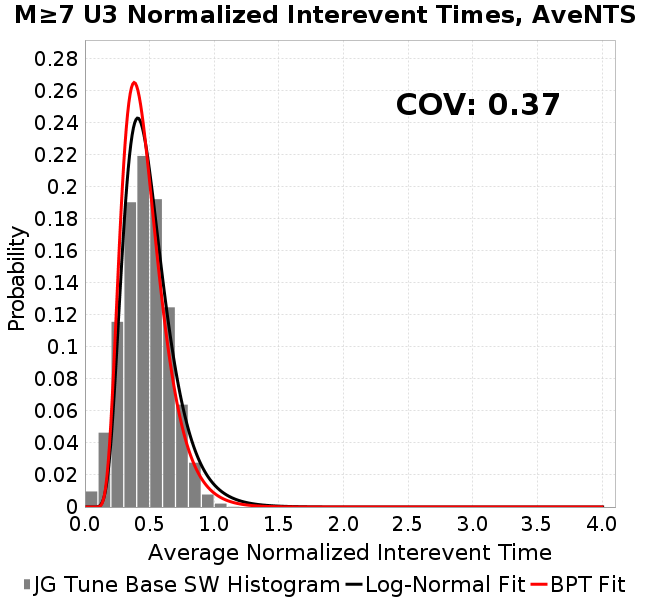 M≥7 U3 Normalized Interevent Times, AveNTS
COV: 0.37
0.28
0.26
0.24
0.22
0.2
0.18
0.16
0.14
0.12
0.1
0.08
0.06
0.04
0.02
0
Probability
0.0 0.5 1.0 1.5 2.0 2.5 3.0 3.5 4.0
Average Normalized Interevent Time
JG Tune Base SW Histogram Log-Normal Fit BPT Fit